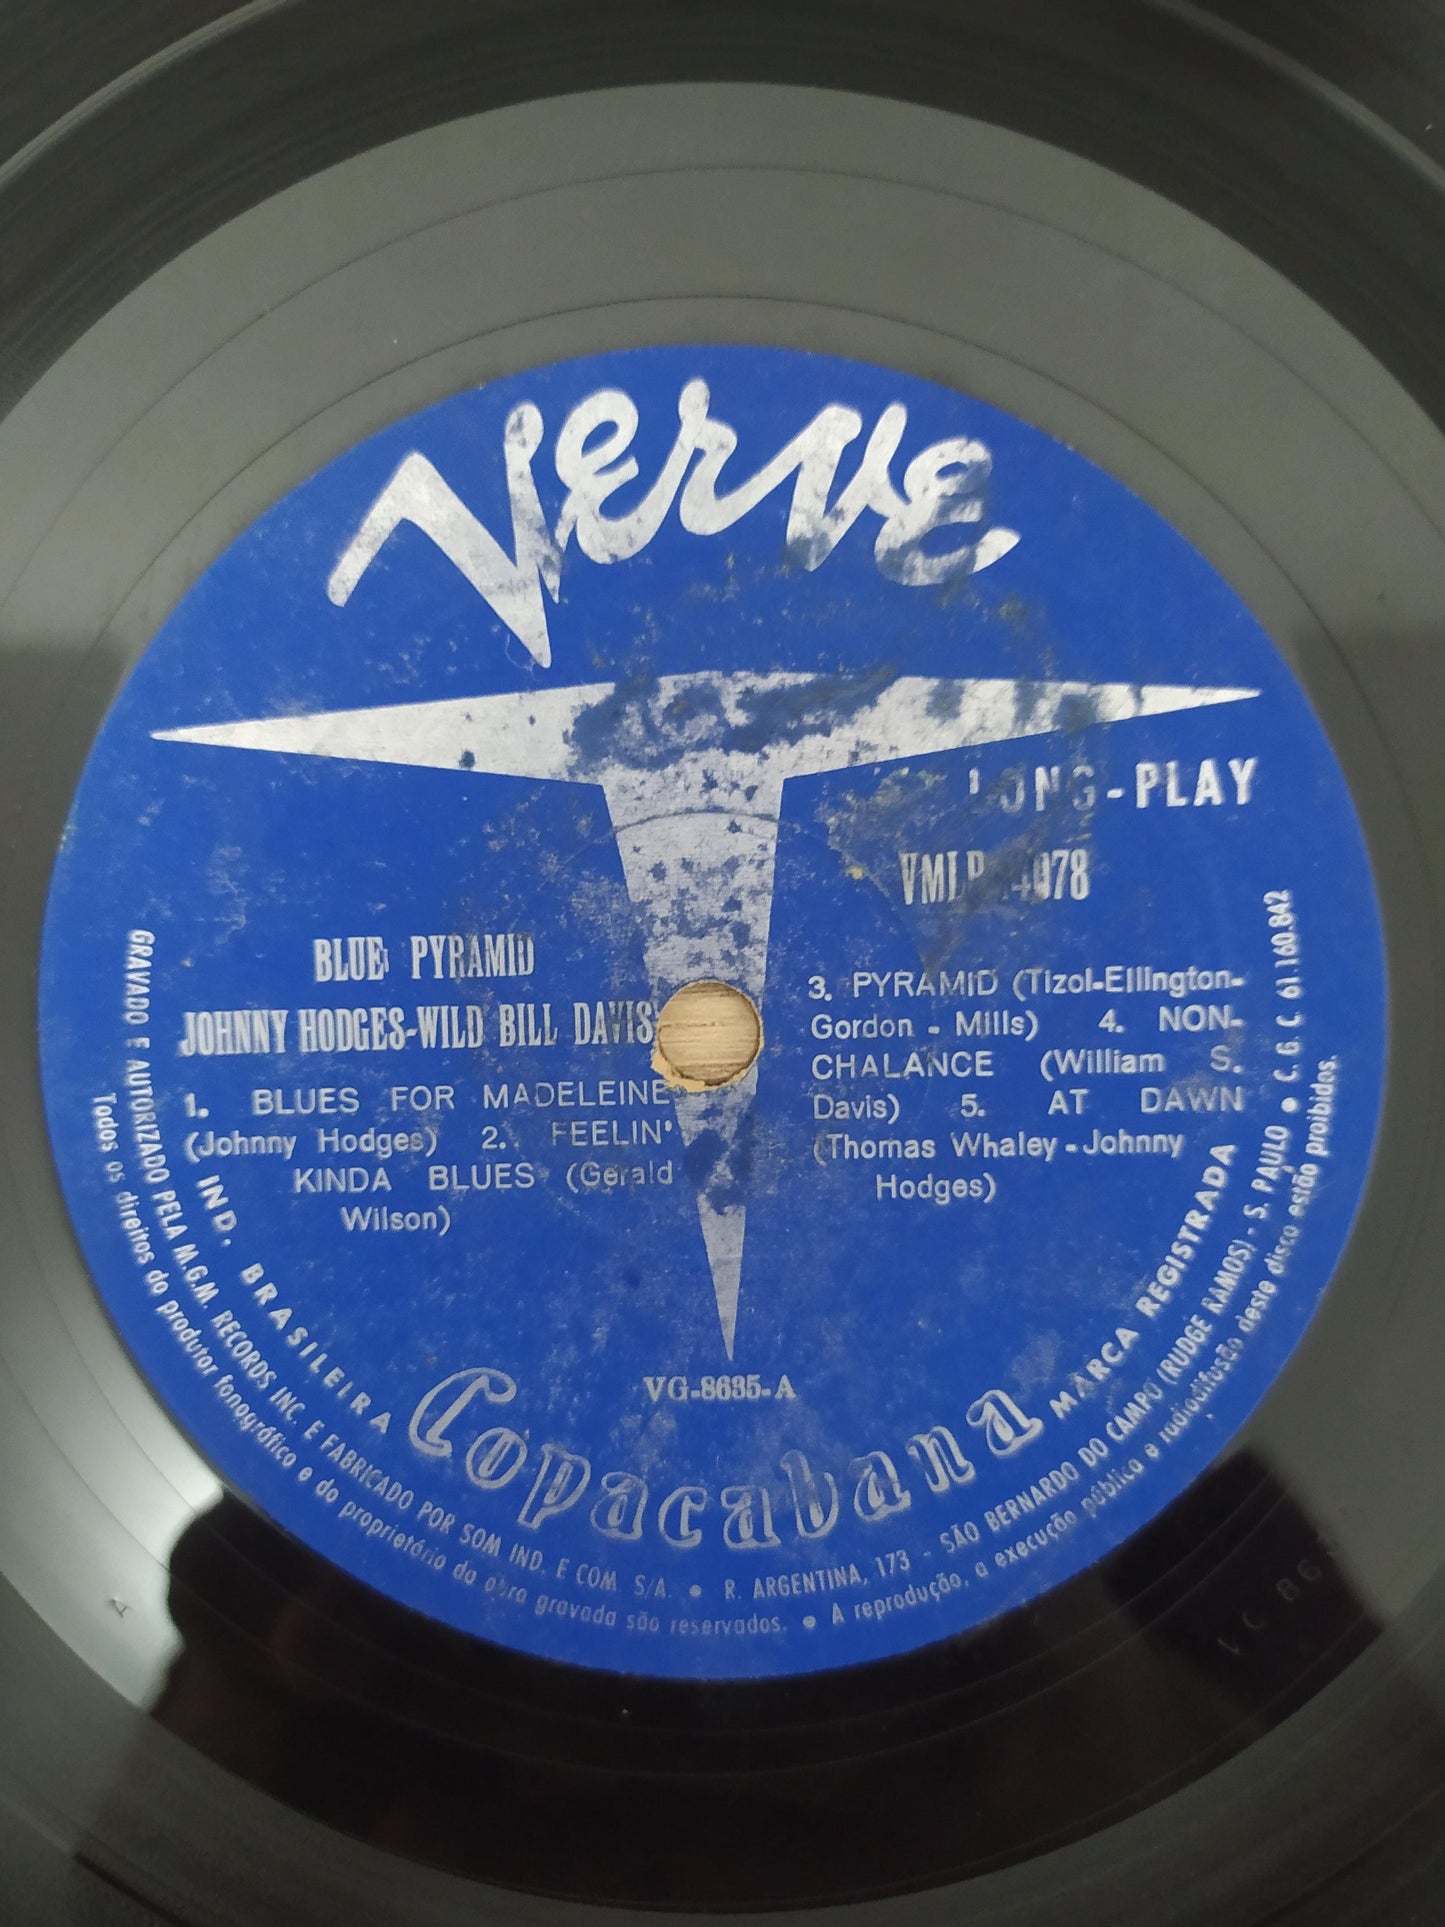 Verve
LONG-PLAY
VMLP 4078
BLUE PYRAMID
JOHNNY HODGES-WILD BILL DAVIS
1. BLUES FOR MADELEINE
(Johnny Hodges) 2. FEELIN'
KINDA BLUES (Gerald
Wilson)
3. PYRAMID (Tizol-Ellington-
Gordon - Mills) 4. NON-
CHALANCE (William S.
Davis) 5. AT DAWN
(Thomas Whaley-Johnny
Hodges)
VG-8635-A
IND. BRASILEIRA Copacabana MARCA REGISTRADA
GRAVADO E AUTORIZADO PELA M.G.M. RECORDS INC. E FABRICADO POR SOM IND. E COM. S/A. • R. ARGENTINA, 173 - SÃO BERNARDO DO CAMPO (RUDGE RAMOS) - S. PAULO • C. G. C. 61.160.842
Todos os direitos do produtor fonográfico e do proprietário da obra gravada são reservados. • A reprodução, a execução pública e radiodifusão deste disco estão proibidos.
A